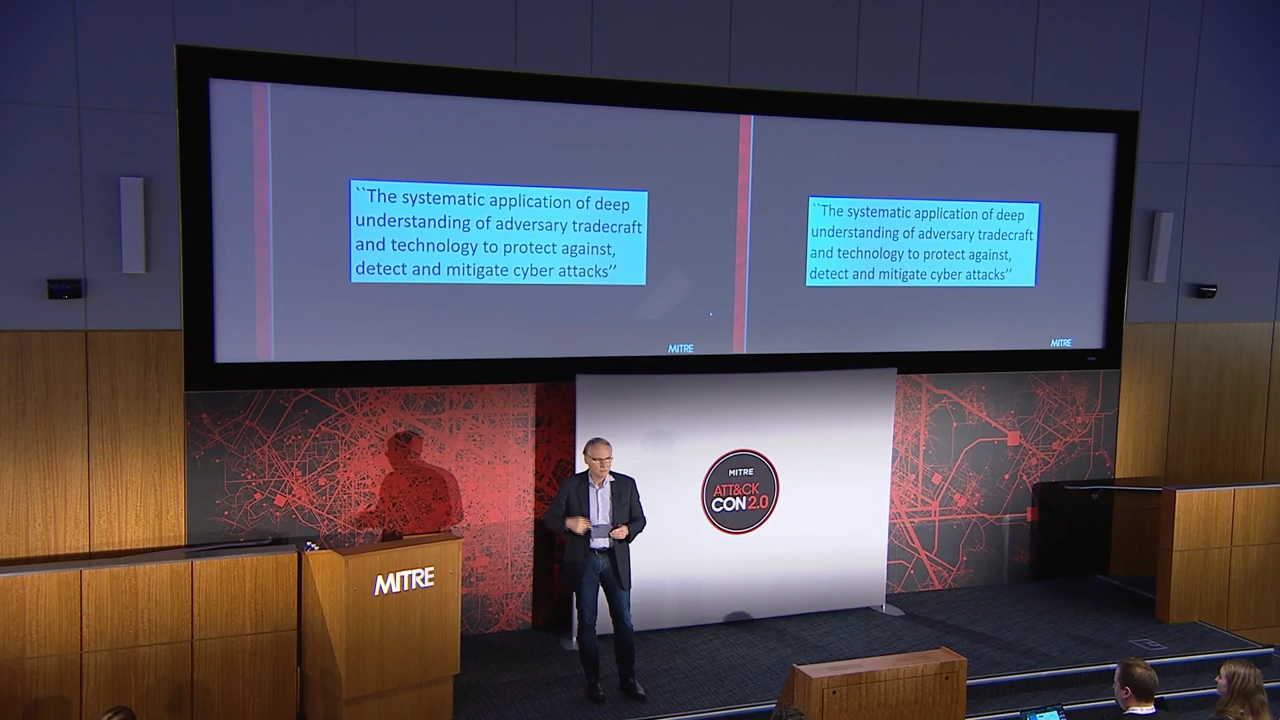 ``The systematic application of deep
understanding of adversary tradecraft
and technology to protect against,
detect and mitigate cyber attacks’’
MITRE
``The systematic application of deep
understanding of adversary tradecraft
and technology to protect against,
detect and mitigate cyber attacks’’
MITRE
MITRE
ATT&CK
CON 2.0
MITRE